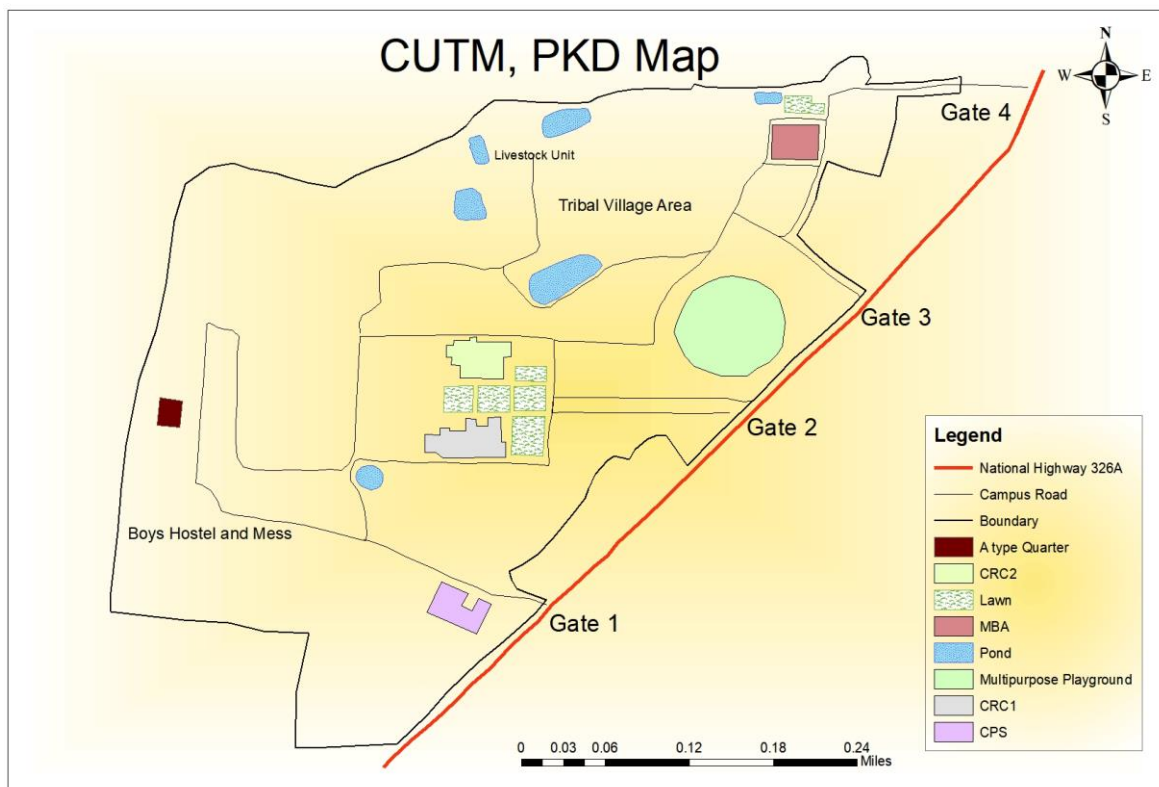 CUTM, PKD Map
N
W E
S
Gate 4
Livestock Unit
Tribal Village Area
Gate 3
Gate 2
Boys Hostel and Mess
Gate 1
Legend
National Highway 326A
Campus Road
Boundary
A type Quarter
CRC2
Lawn
MBA
Pond
Multipurpose Playground
CRC1
CPS
0 0.03 0.06 0.12 0.18 0.24
Miles